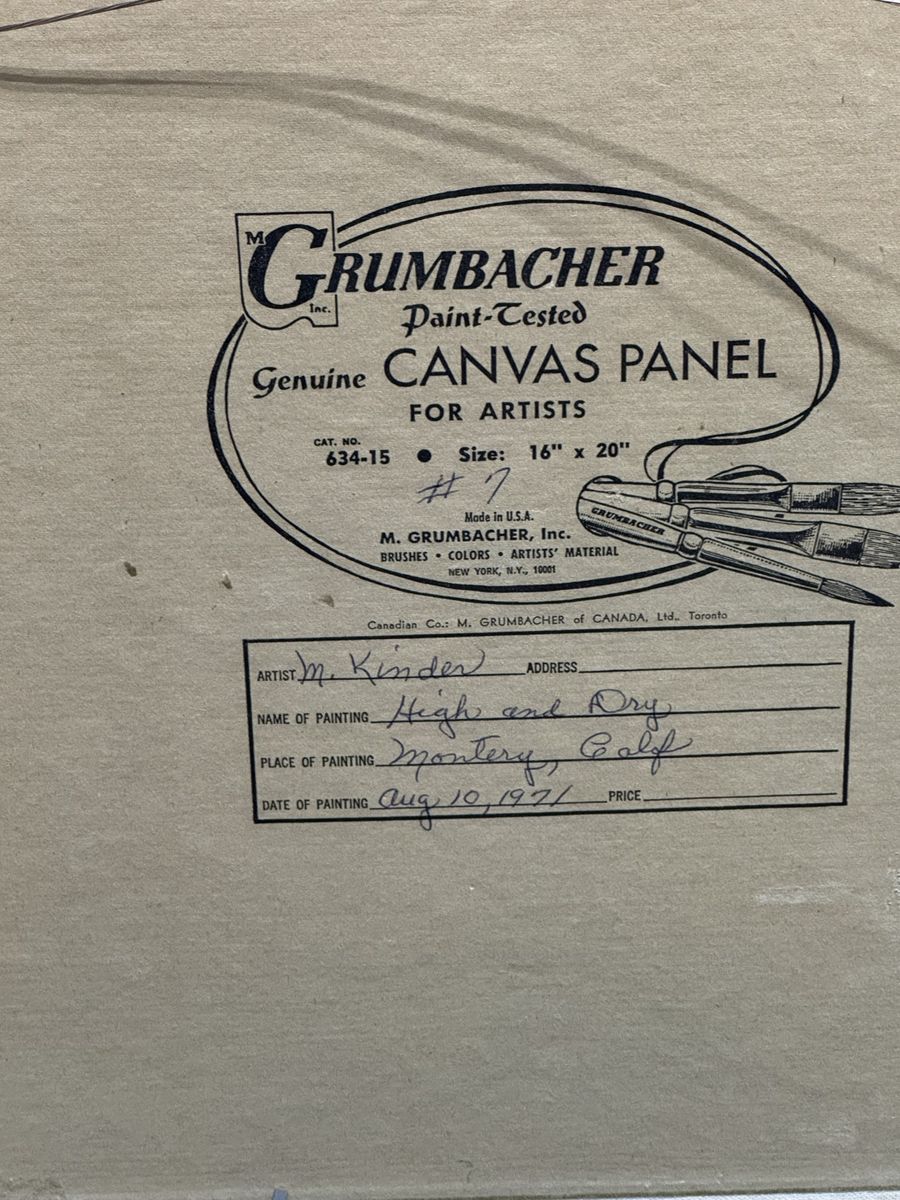 M GRUMBACHER Inc.
Paint-Tested
Genuine CANVAS PANEL
FOR ARTISTS
CAT. NO.
634-15 ● Size: 16" x 20"
# 7
GRUMBACHER
Made in U.S.A.
M. GRUMBACHER, Inc.
BRUSHES • COLORS • ARTISTS' MATERIAL
NEW YORK, N.Y., 10001
Canadian Co.: M. GRUMBACHER of CANADA, Ltd., Toronto
ARTIST M. Kinder ADDRESS
NAME OF PAINTING High and Dry
PLACE OF PAINTING Montery, Calif
DATE OF PAINTING Aug 10, 1971 PRICE